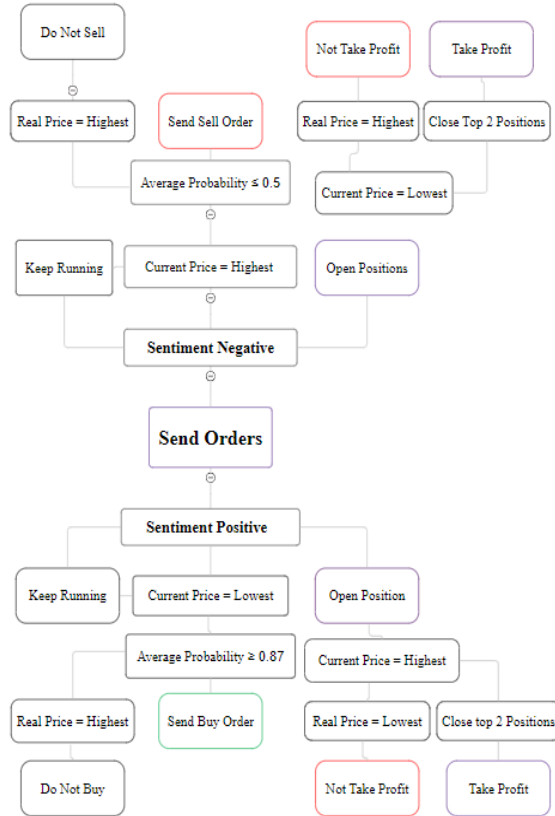 Do Not Sell
Not Take Profit
Take Profit
Real Price = Highest
Send Sell Order
Real Price = Highest
Close Top 2 Positions
Average Probability ≤ 0.5
Current Price = Lowest
Keep Running
Current Price = Highest
Open Positions
Sentiment Negative
Send Orders
Sentiment Positive
Keep Running
Current Price = Lowest
Open Position
Average Probability ≥ 0.87
Current Price = Highest
Real Price = Highest
Send Buy Order
Real Price = Lowest
Close top 2 Positions
Do Not Buy
Not Take Profit
Take Profit